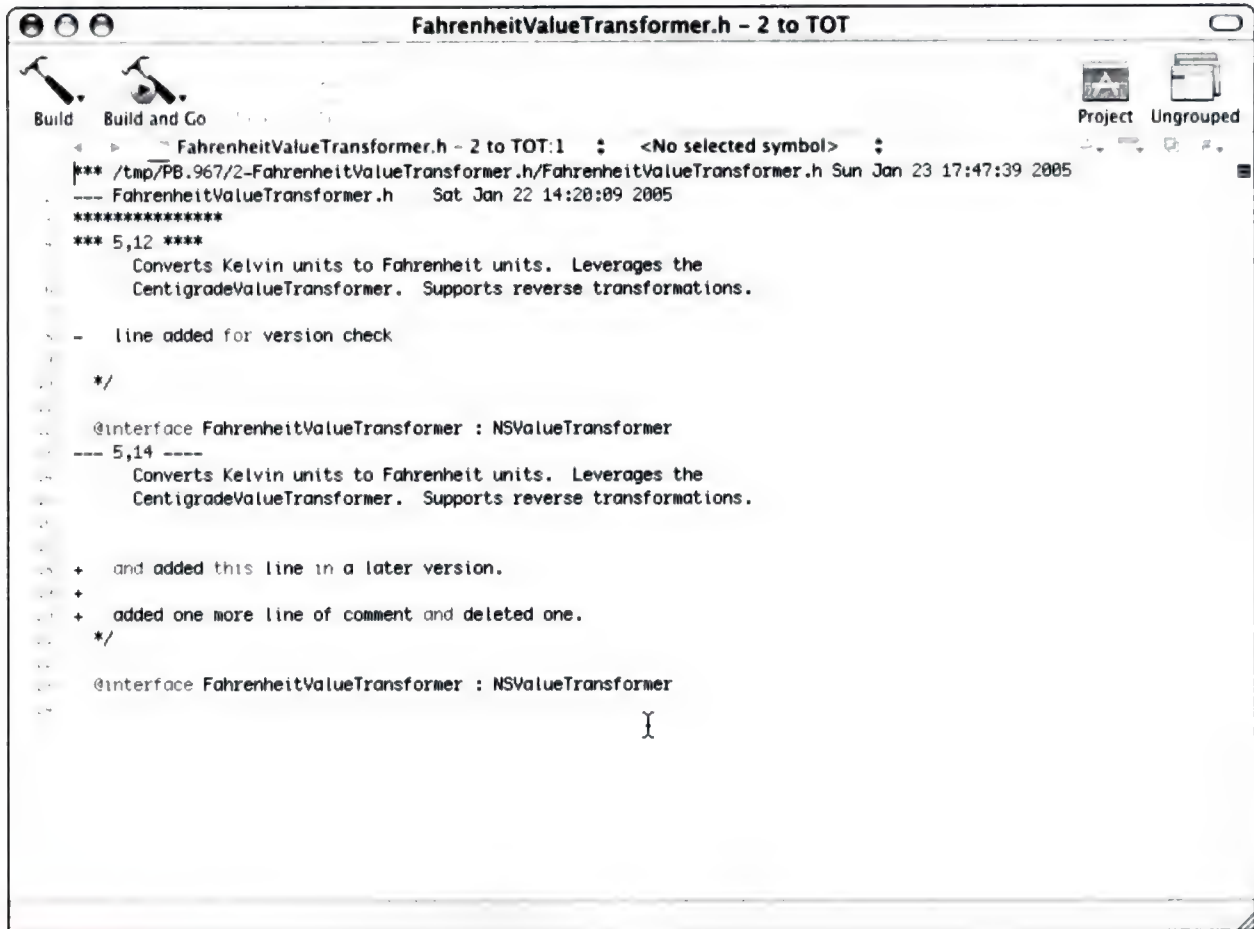 FahrenheitValueTransformer.h – 2 to TOT
Build Build and Go Project Ungrouped
FahrenheitValueTransformer.h – 2 to TOT:1 <No selected symbol>
*** /tmp/PB.967/2-FahrenheitValueTransformer.h/FahrenheitValueTransformer.h Sun Jan 23 17:47:39 2005
--- FahrenheitValueTransformer.h Sat Jan 22 14:20:09 2005
***************
*** 5,12 ****
Converts Kelvin units to Fahrenheit units. Leverages the
CentigradeValueTransformer. Supports reverse transformations.
- line added for version check
*/
@interface FahrenheitValueTransformer : NSValueTransformer
--- 5,14 ----
Converts Kelvin units to Fahrenheit units. Leverages the
CentigradeValueTransformer. Supports reverse transformations.
+ and added this line in a later version.
+
+ added one more line of comment and deleted one.
*/
@interface FahrenheitValueTransformer : NSValueTransformer